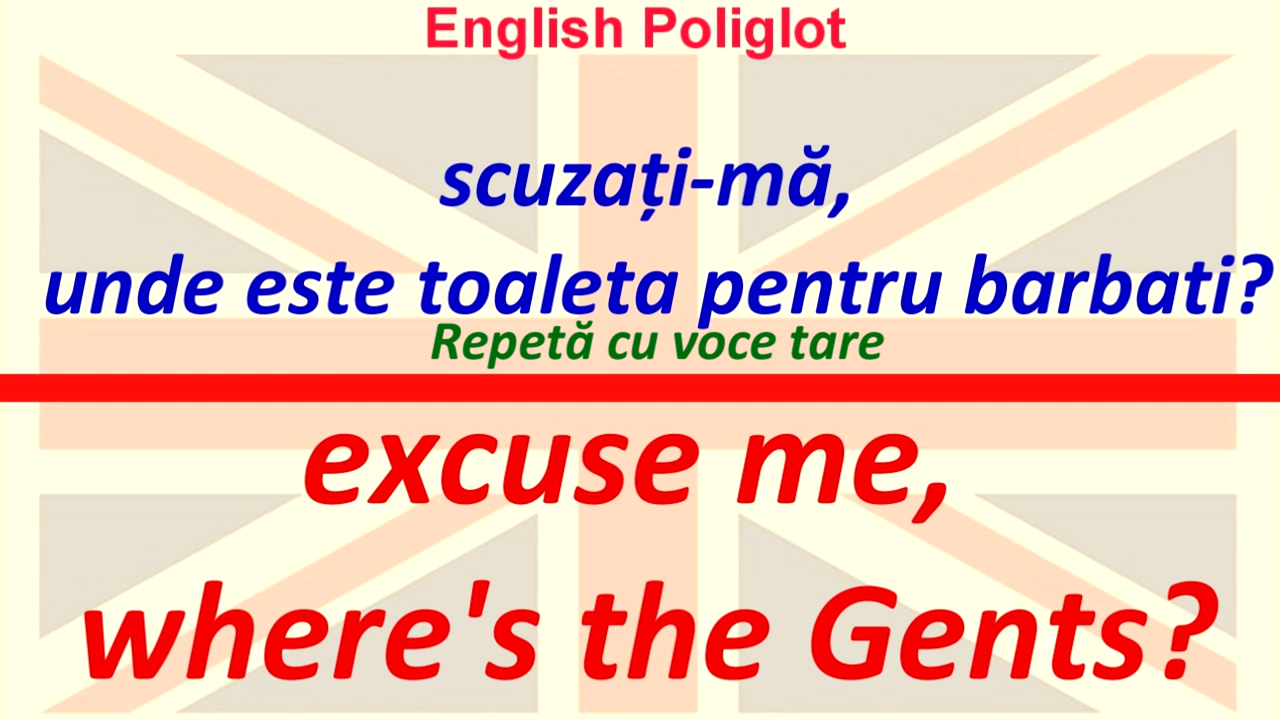 English Poliglot
scuzați-mă,
unde este toaleta pentru barbati?
Repetă cu voce tare
excuse me,
where's the Gents?